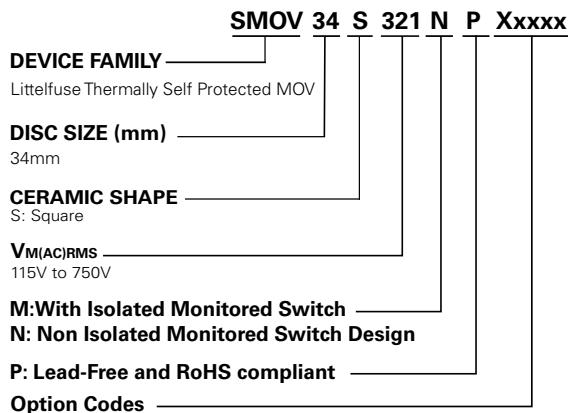 SMOV 34 S 321 N P Xxxxx
DEVICE FAMILY
Littelfuse Thermally Self Protected MOV
DISC SIZE (mm)
34mm
CERAMIC SHAPE
S: Square
VM(AC)RMS
115V to 750V
M:With Isolated Monitored Switch
N: Non Isolated Monitored Switch Design
P: Lead-Free and RoHS compliant
Option Codes